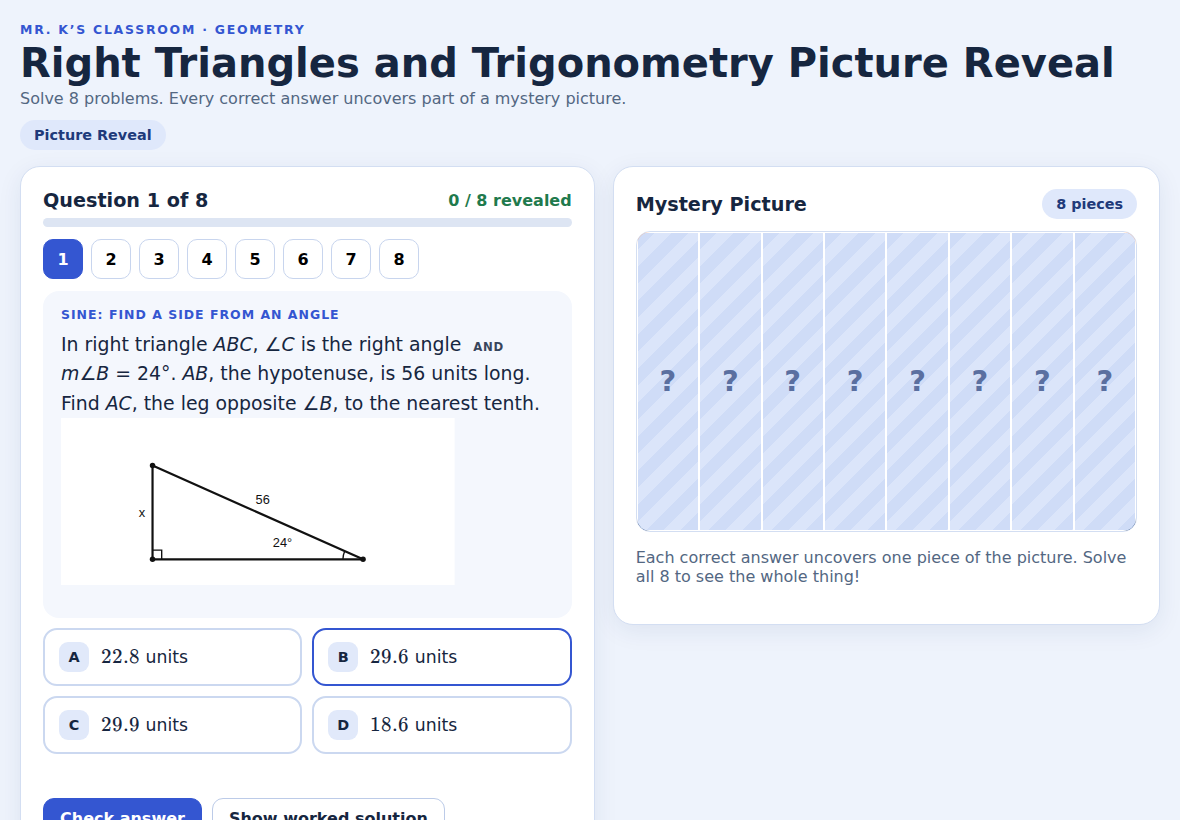 MR. K’S CLASSROOM · GEOMETRY
Right Triangles and Trigonometry Picture Reveal
Solve 8 problems. Every correct answer uncovers part of a mystery picture.
Picture Reveal
Question 1 of 8
0 / 8 revealed
1 2 3 4 5 6 7 8
SINE: FIND A SIDE FROM AN ANGLE
In right triangle ABC, ∠C is the right angle AND
m∠B = 24°. AB, the hypotenuse, is 56 units long.
Find AC, the leg opposite ∠B, to the nearest tenth.
56
x
24°
A 22.8 units
B 29.6 units
C 29.9 units
D 18.6 units
Check answer
Show worked solution
Mystery Picture
8 pieces
? ? ? ? ? ? ? ?
Each correct answer uncovers one piece of the picture. Solve
all 8 to see the whole thing!